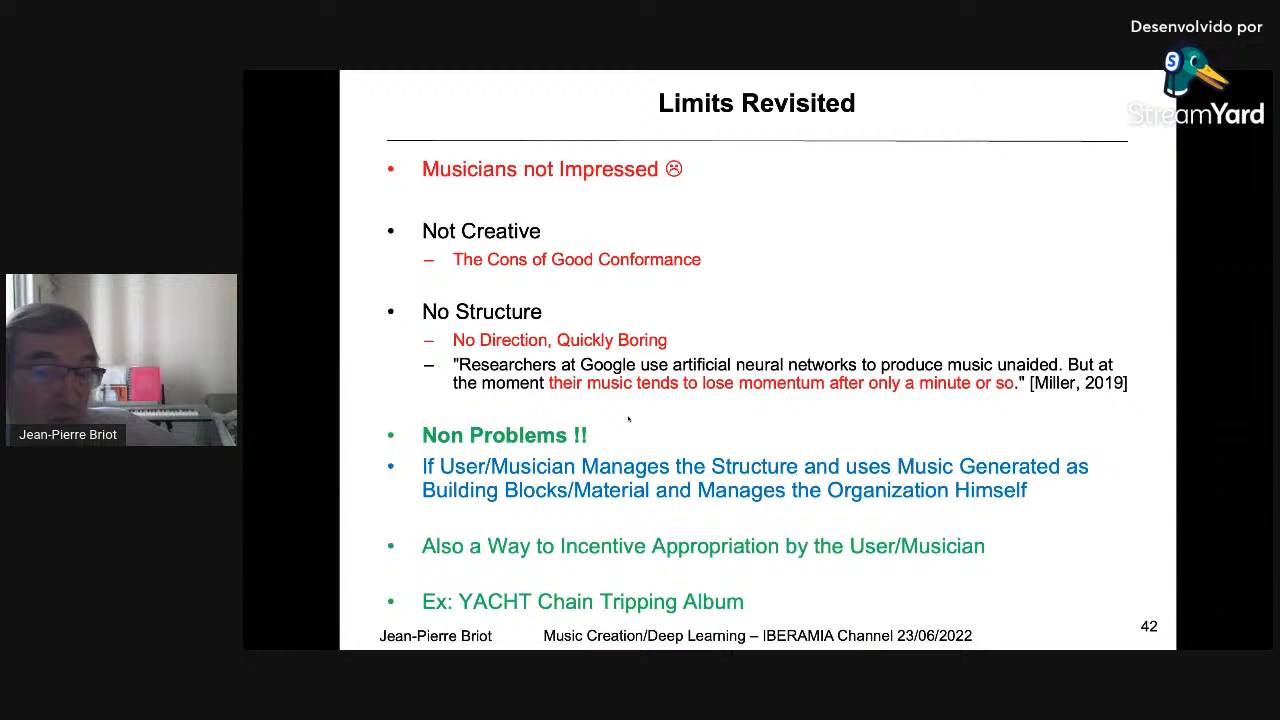 Desenvolvido por
S
StreamYard
Limits Revisited
• Musicians not Impressed ☹
• Not Creative
– The Cons of Good Conformance
• No Structure
– No Direction, Quickly Boring
– "Researchers at Google use artificial neural networks to produce music unaided. But at
the moment their music tends to lose momentum after only a minute or so." [Miller, 2019]
• Non Problems !!
• If User/Musician Manages the Structure and uses Music Generated as
Building Blocks/Material and Manages the Organization Himself
• Also a Way to Incentive Appropriation by the User/Musician
• Ex: YACHT Chain Tripping Album
Jean-Pierre Briot Music Creation/Deep Learning – IBERAMIA Channel 23/06/2022 42
Jean-Pierre Briot